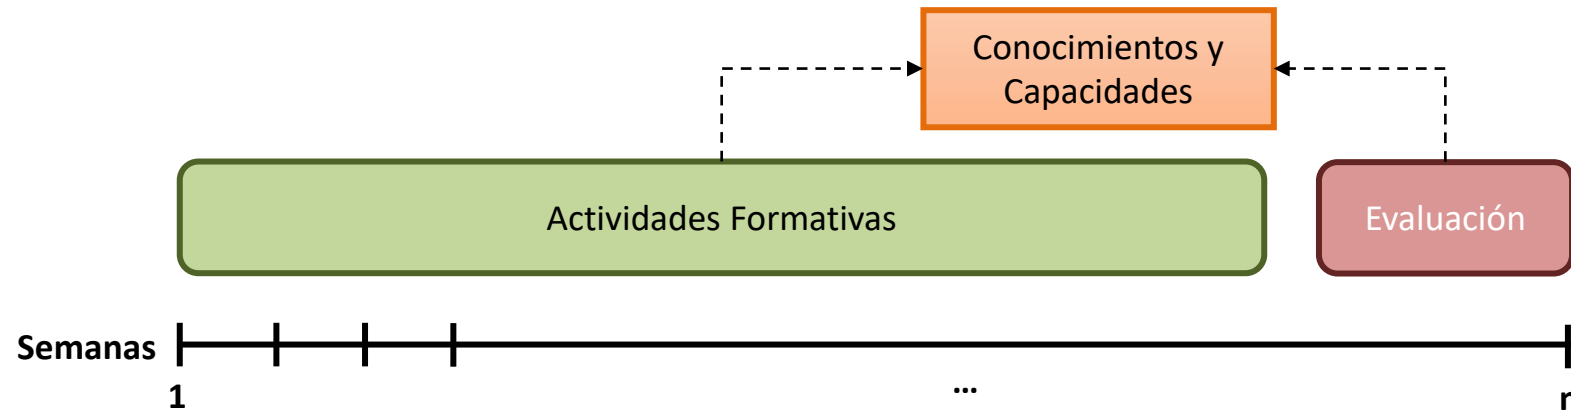 Conocimientos y
Capacidades
Actividades Formativas
Evaluación
Semanas
1
...
n